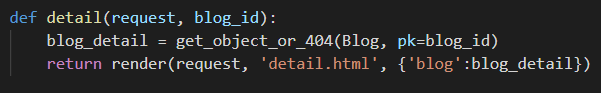 def detail(request, blog_id):
    blog_detail = get_object_or_404(Blog, pk=blog_id)
    return render(request, 'detail.html', {'blog':blog_detail})